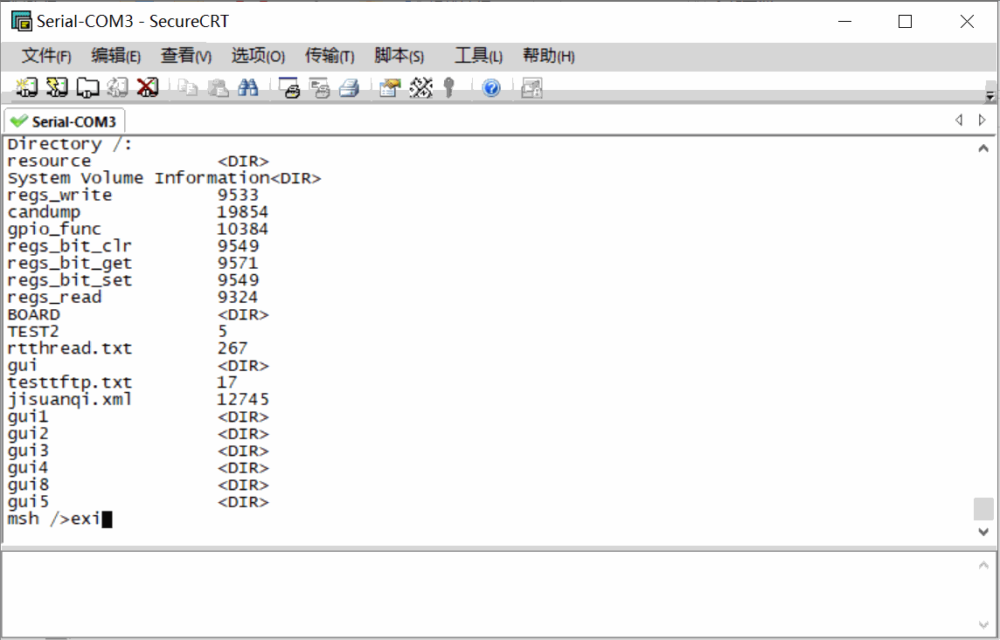 Serial-COM3 - SecureCRT
文件(F) 编辑(E) 查看(V) 选项(O) 传输(T) 脚本(S) 工具(L) 帮助(H)
Serial-COM3
Directory /:
resource <DIR>
System Volume Information<DIR>
regs_write 9533
candump 19854
gpio_func 10384
regs_bit_clr 9549
regs_bit_get 9571
regs_bit_set 9549
regs_read 9324
BOARD <DIR>
TEST2 5
rtthread.txt 267
gui <DIR>
testtftp.txt 17
jisuanqi.xml 12745
gui1 <DIR>
gui2 <DIR>
gui3 <DIR>
gui4 <DIR>
gui8 <DIR>
gui5 <DIR>
msh />exi